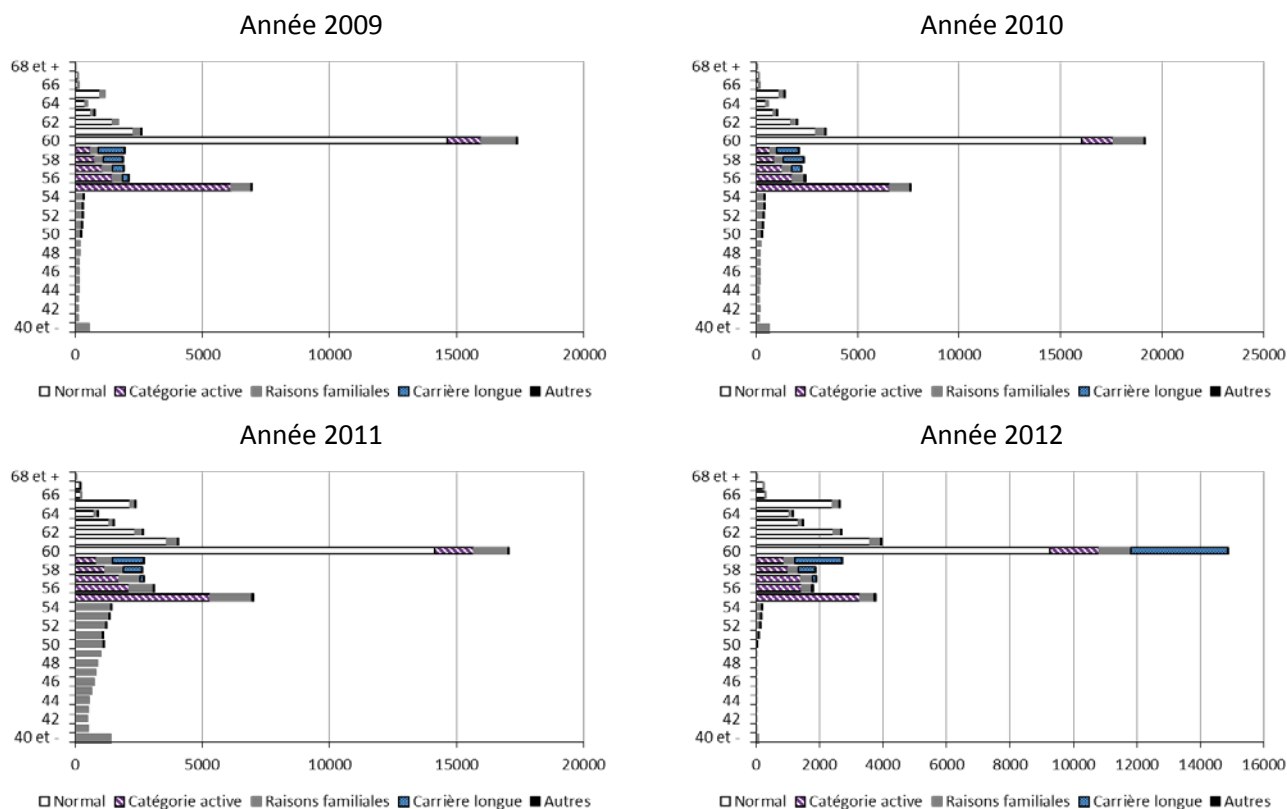 Année 2009
68 et +
66
64
62
60
58
56
54
52
50
48
46
44
42
40 et -
0 5000 10000 15000 20000
Normal Catégorie active Raisons familiales Carrière longue Autres
Année 2010
68 et +
66
64
62
60
58
56
54
52
50
48
46
44
42
40 et -
0 5000 10000 15000 20000 25000
Normal Catégorie active Raisons familiales Carrière longue Autres
Année 2011
68 et +
66
64
62
60
58
56
54
52
50
48
46
44
42
40 et -
0 5000 10000 15000 20000
Normal Catégorie active Raisons familiales Carrière longue Autres
Année 2012
68 et +
66
64
62
60
58
56
54
52
50
48
46
44
42
40 et -
0 2000 4000 6000 8000 10000 12000 14000 16000
Normal Catégorie active Raisons familiales Carrière longue Autres